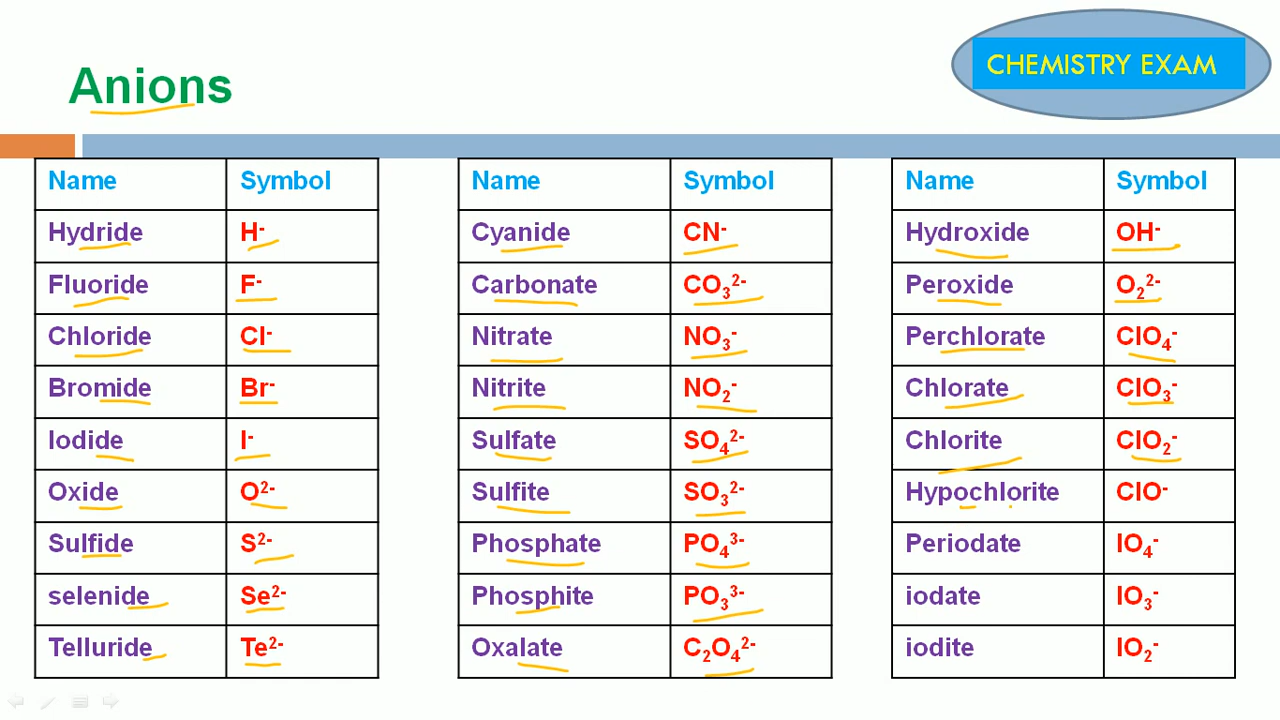 Anions
CHEMISTRY EXAM
Name Symbol
Hydride H⁻
Fluoride F⁻
Chloride Cl⁻
Bromide Br⁻
Iodide I⁻
Oxide O²⁻
Sulfide S²⁻
selenide Se²⁻
Telluride Te²⁻
Name Symbol
Cyanide CN⁻
Carbonate CO₃²⁻
Nitrate NO₃⁻
Nitrite NO₂⁻
Sulfate SO₄²⁻
Sulfite SO₃²⁻
Phosphate PO₄³⁻
Phosphite PO₃³⁻
Oxalate C₂O₄²⁻
Name Symbol
Hydroxide OH⁻
Peroxide O₂²⁻
Perchlorate ClO₄⁻
Chlorate ClO₃⁻
Chlorite ClO₂⁻
Hypochlorite ClO⁻
Periodate IO₄⁻
iodate IO₃⁻
iodite IO₂⁻